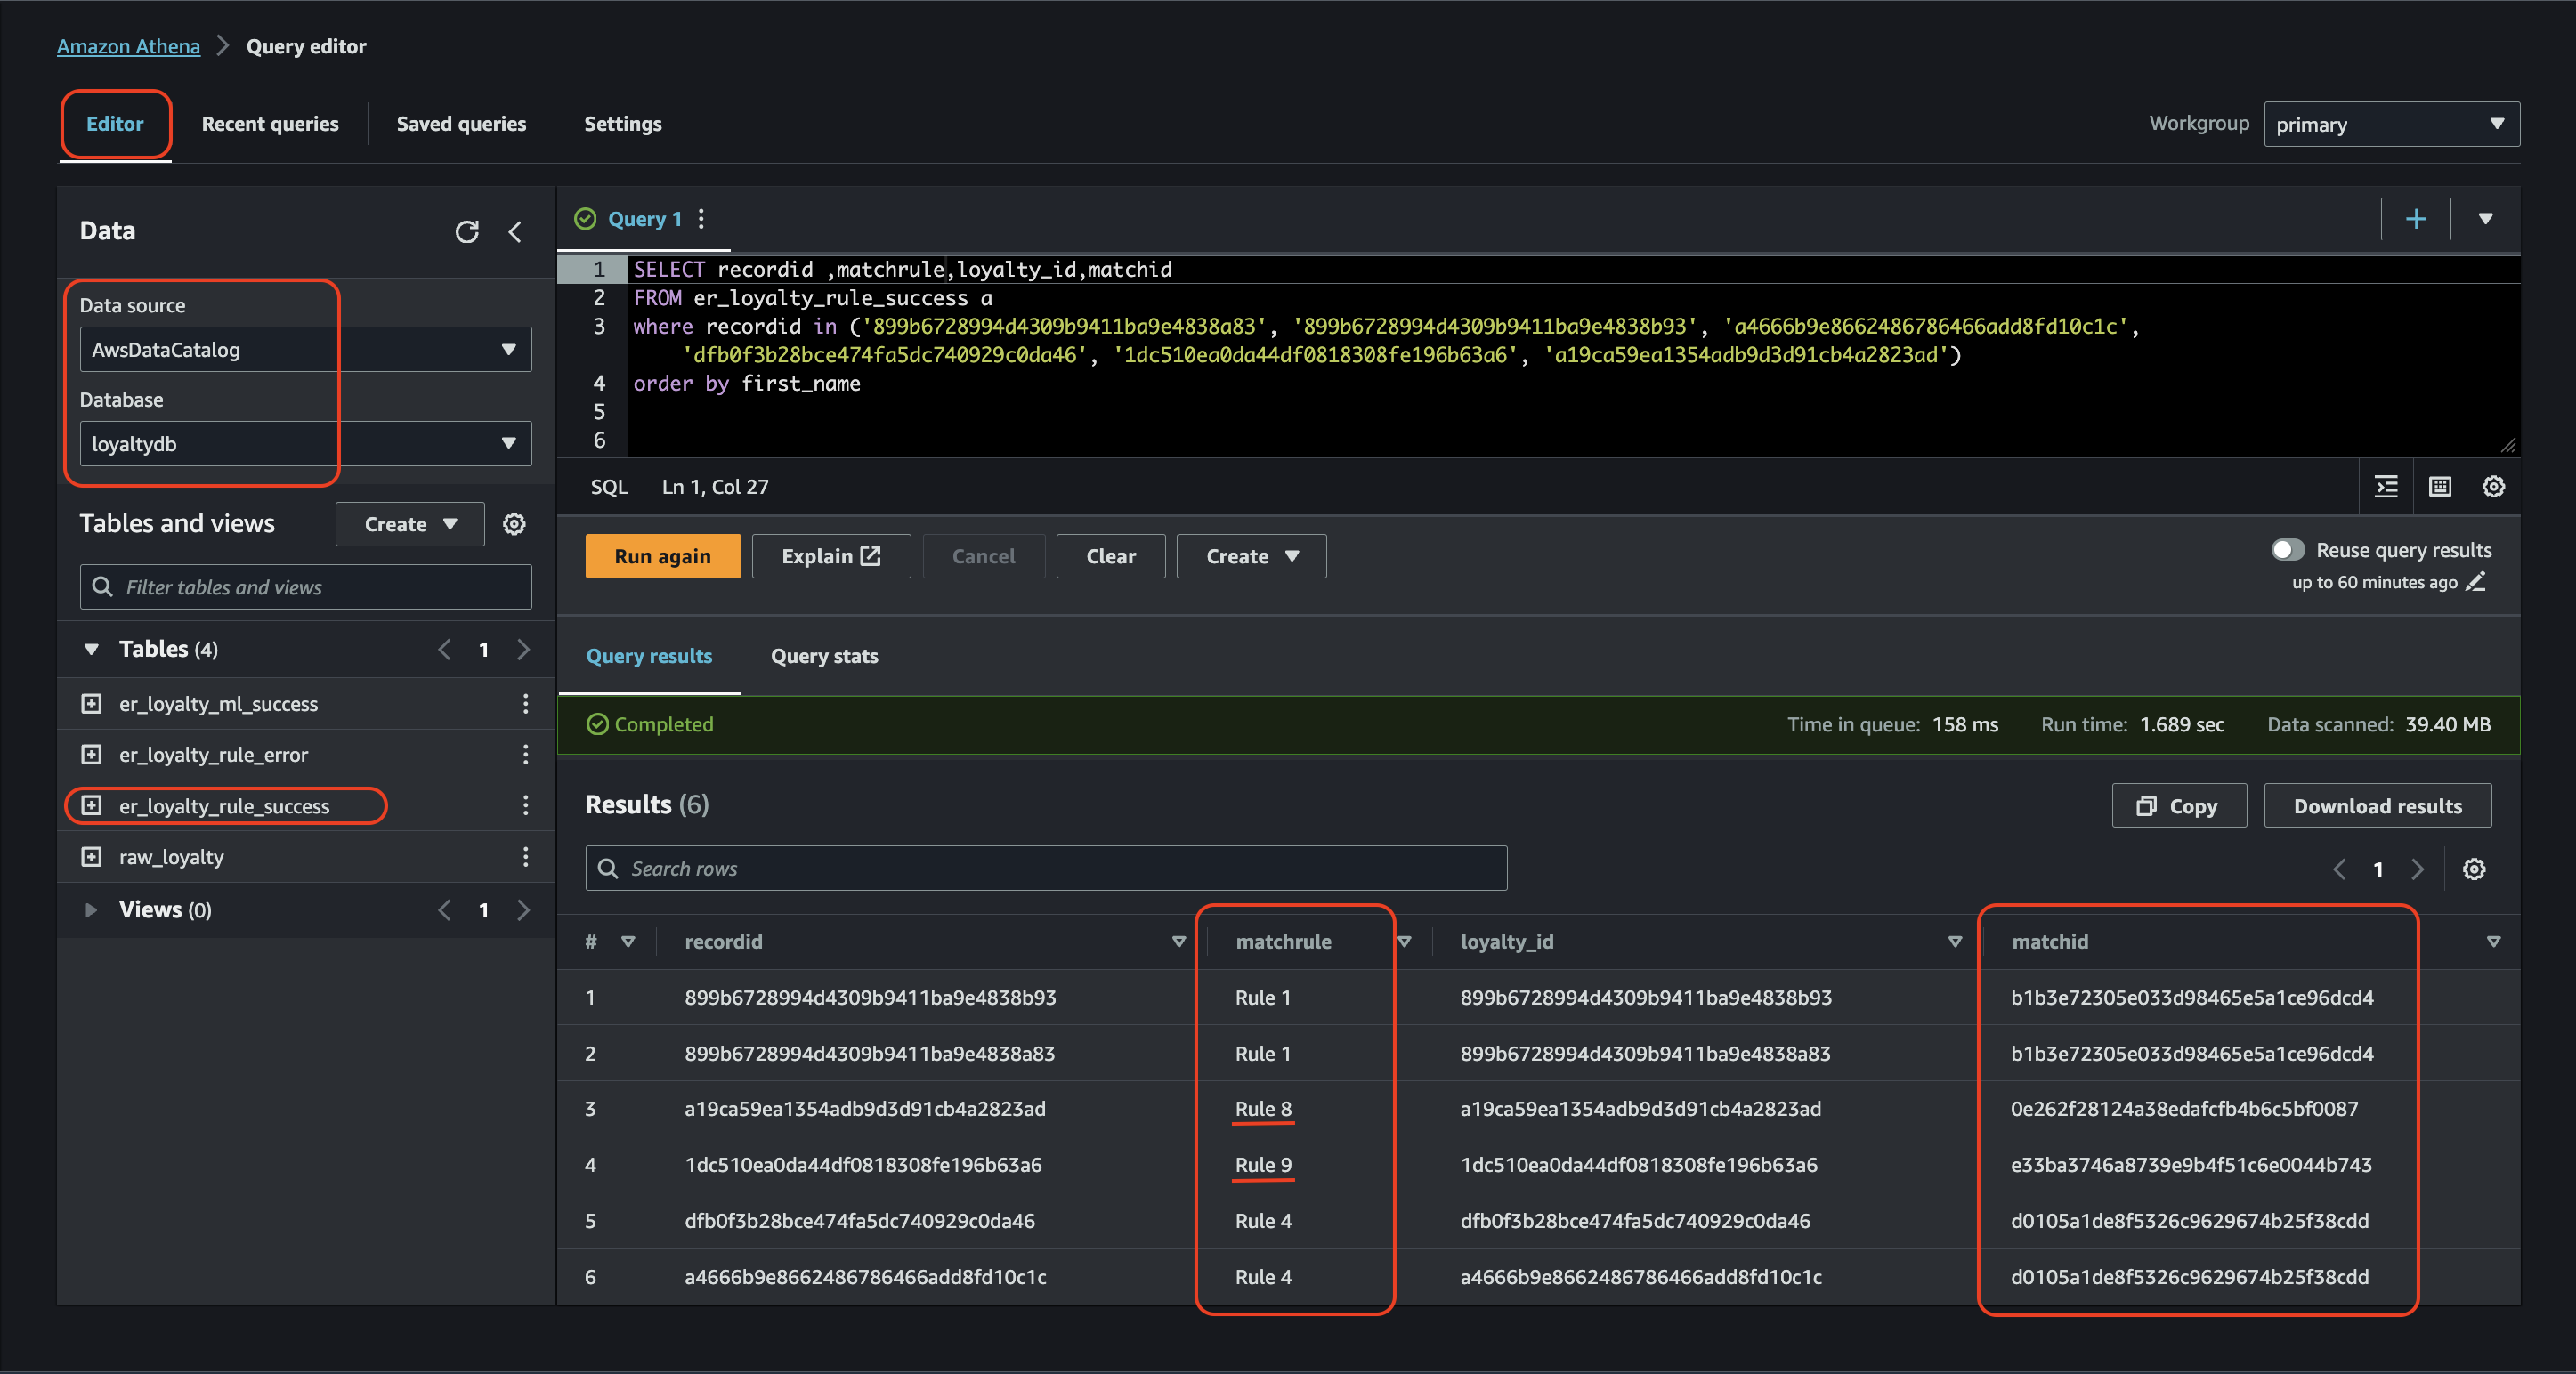 Amazon Athena > Query editor
Editor
Recent queries
Saved queries
Settings
Workgroup
primary
Data
Data source
AwsDataCatalog
Database
loyaltydb
Tables and views
Create
Filter tables and views
Tables (4)
1
er_loyalty_ml_success
er_loyalty_rule_error
er_loyalty_rule_success
raw_loyalty
Views (0)
1
Query 1
1 SELECT recordid ,matchrule,loyalty_id,matchid
2 FROM er_loyalty_rule_success a
3 where recordid in ('899b6728994d4309b9411ba9e4838a83', '899b6728994d4309b9411ba9e4838b93', 'a4666b9e8662486786466add8fd10c1c',
'dfb0f3b28bce474fa5dc740929c0da46', '1dc510ea0da44df0818308fe196b63a6', 'a19ca59ea1354adb9d3d91cb4a2823ad')
4 order by first_name
5
6
SQL Ln 1, Col 27
Run again
Explain
Cancel
Clear
Create
Reuse query results
up to 60 minutes ago
Query results
Query stats
Completed
Time in queue: 158 ms
Run time: 1.689 sec
Data scanned: 39.40 MB
Results (6)
Copy
Download results
Search rows
1
# recordid matchrule loyalty_id matchid
1 899b6728994d4309b9411ba9e4838b93 Rule 1 899b6728994d4309b9411ba9e4838b93 b1b3e72305e033d98465e5a1ce96dcd4
2 899b6728994d4309b9411ba9e4838a83 Rule 1 899b6728994d4309b9411ba9e4838a83 b1b3e72305e033d98465e5a1ce96dcd4
3 a19ca59ea1354adb9d3d91cb4a2823ad Rule 8 a19ca59ea1354adb9d3d91cb4a2823ad 0e262f28124a38edafcfb4b6c5bf0087
4 1dc510ea0da44df0818308fe196b63a6 Rule 9 1dc510ea0da44df0818308fe196b63a6 e33ba3746a8739e9b4f51c6e0044b743
5 dfb0f3b28bce474fa5dc740929c0da46 Rule 4 dfb0f3b28bce474fa5dc740929c0da46 d0105a1de8f5326c9629674b25f38cdd
6 a4666b9e8662486786466add8fd10c1c Rule 4 a4666b9e8662486786466add8fd10c1c d0105a1de8f5326c9629674b25f38cdd